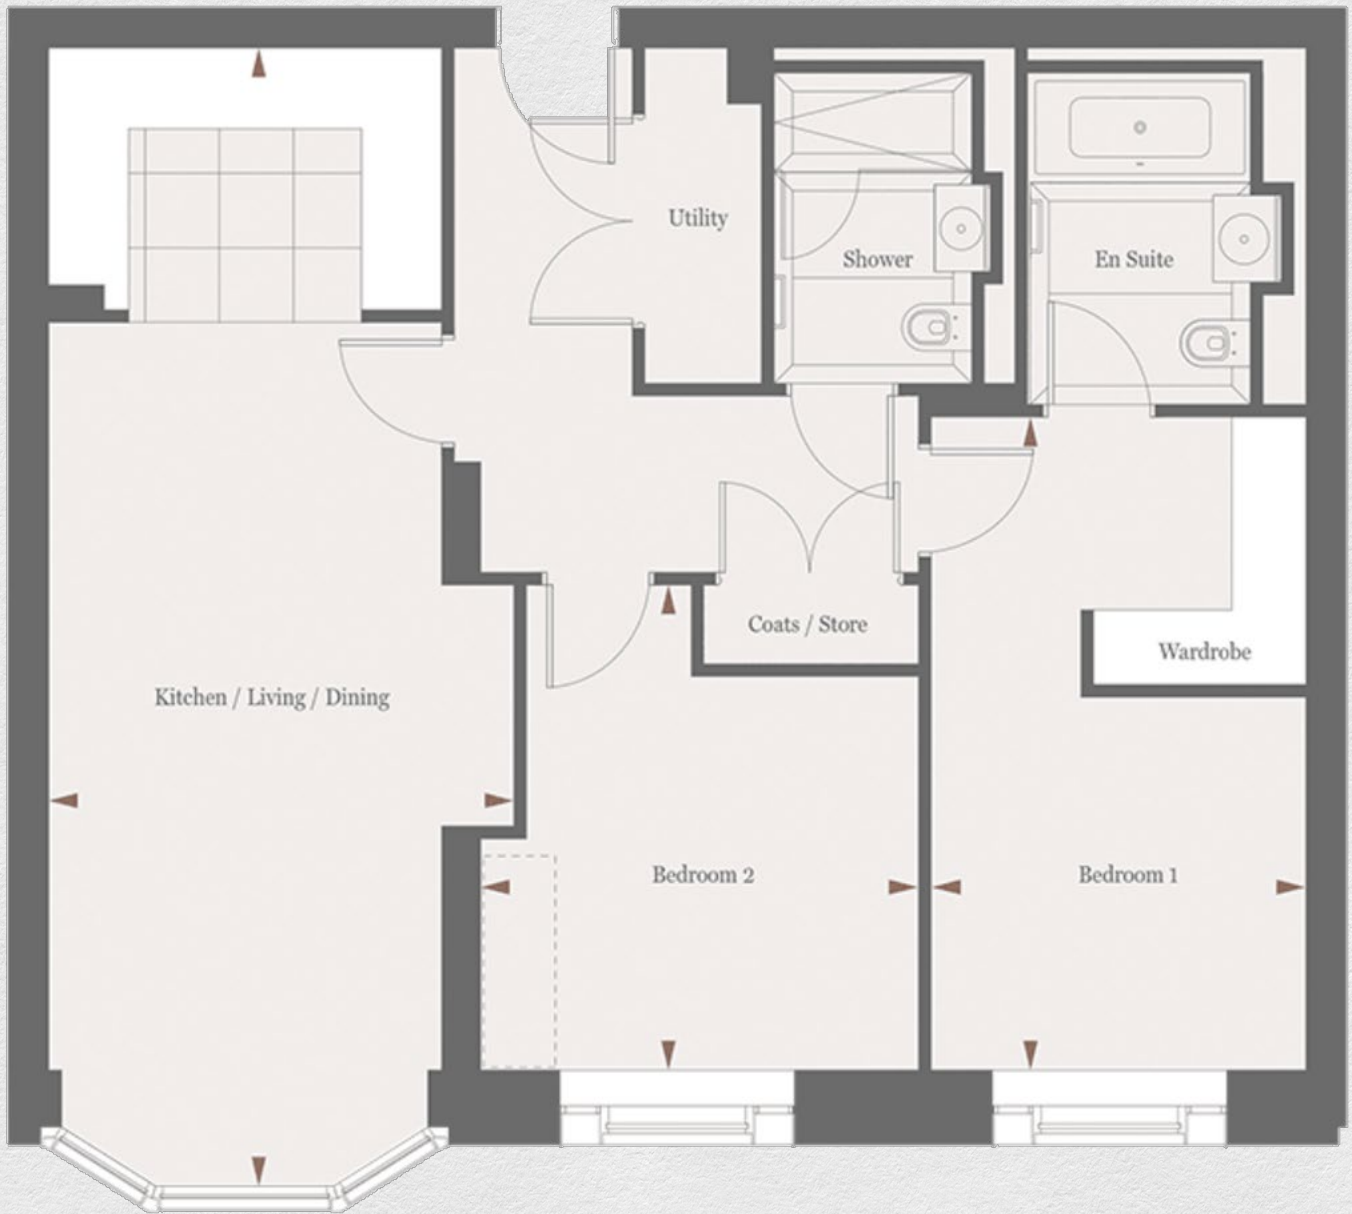 Utility
Shower
En Suite
Coats / Store
Wardrobe
Kitchen / Living / Dining
Bedroom 2
Bedroom 1